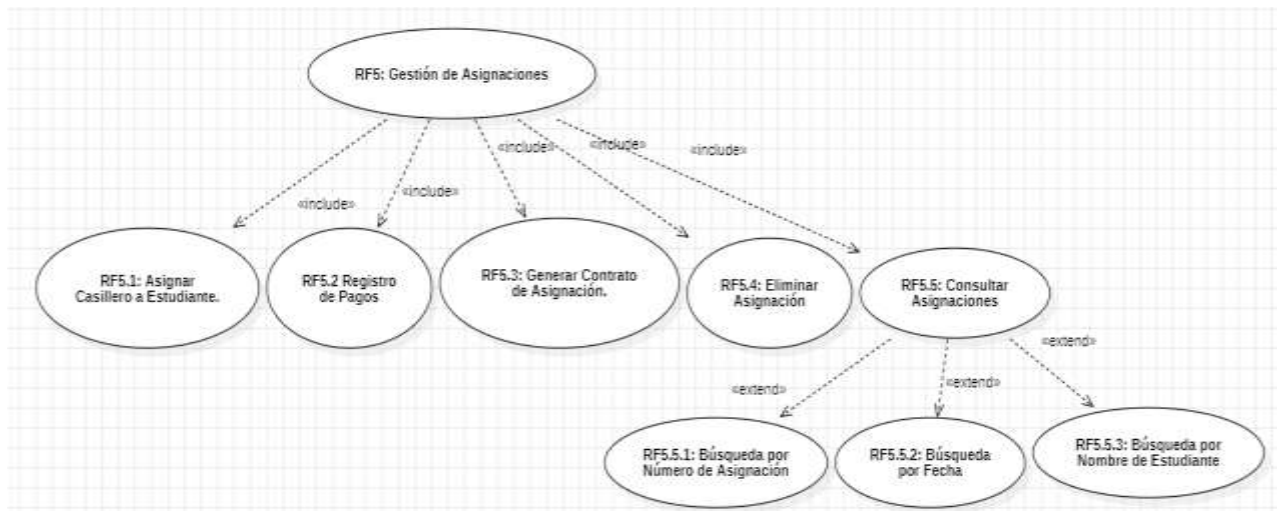 RF5: Gestión de Asignaciones
«include»
«include»
«include»
«include»
«include»
RF5.1: Asignar
Casillero a Estudiante.
RF5.2 Registro
de Pagos
RF5.3: Generar Contrato
de Asignación.
RF5.4: Eliminar
Asignación
RF5.5: Consultar
Asignaciones
«extend»
«extend»
«extend»
RF5.5.1: Búsqueda por
Número de Asignación
RF5.5.2: Búsqueda
por Fecha
RF5.5.3: Búsqueda por
Nombre de Estudiante